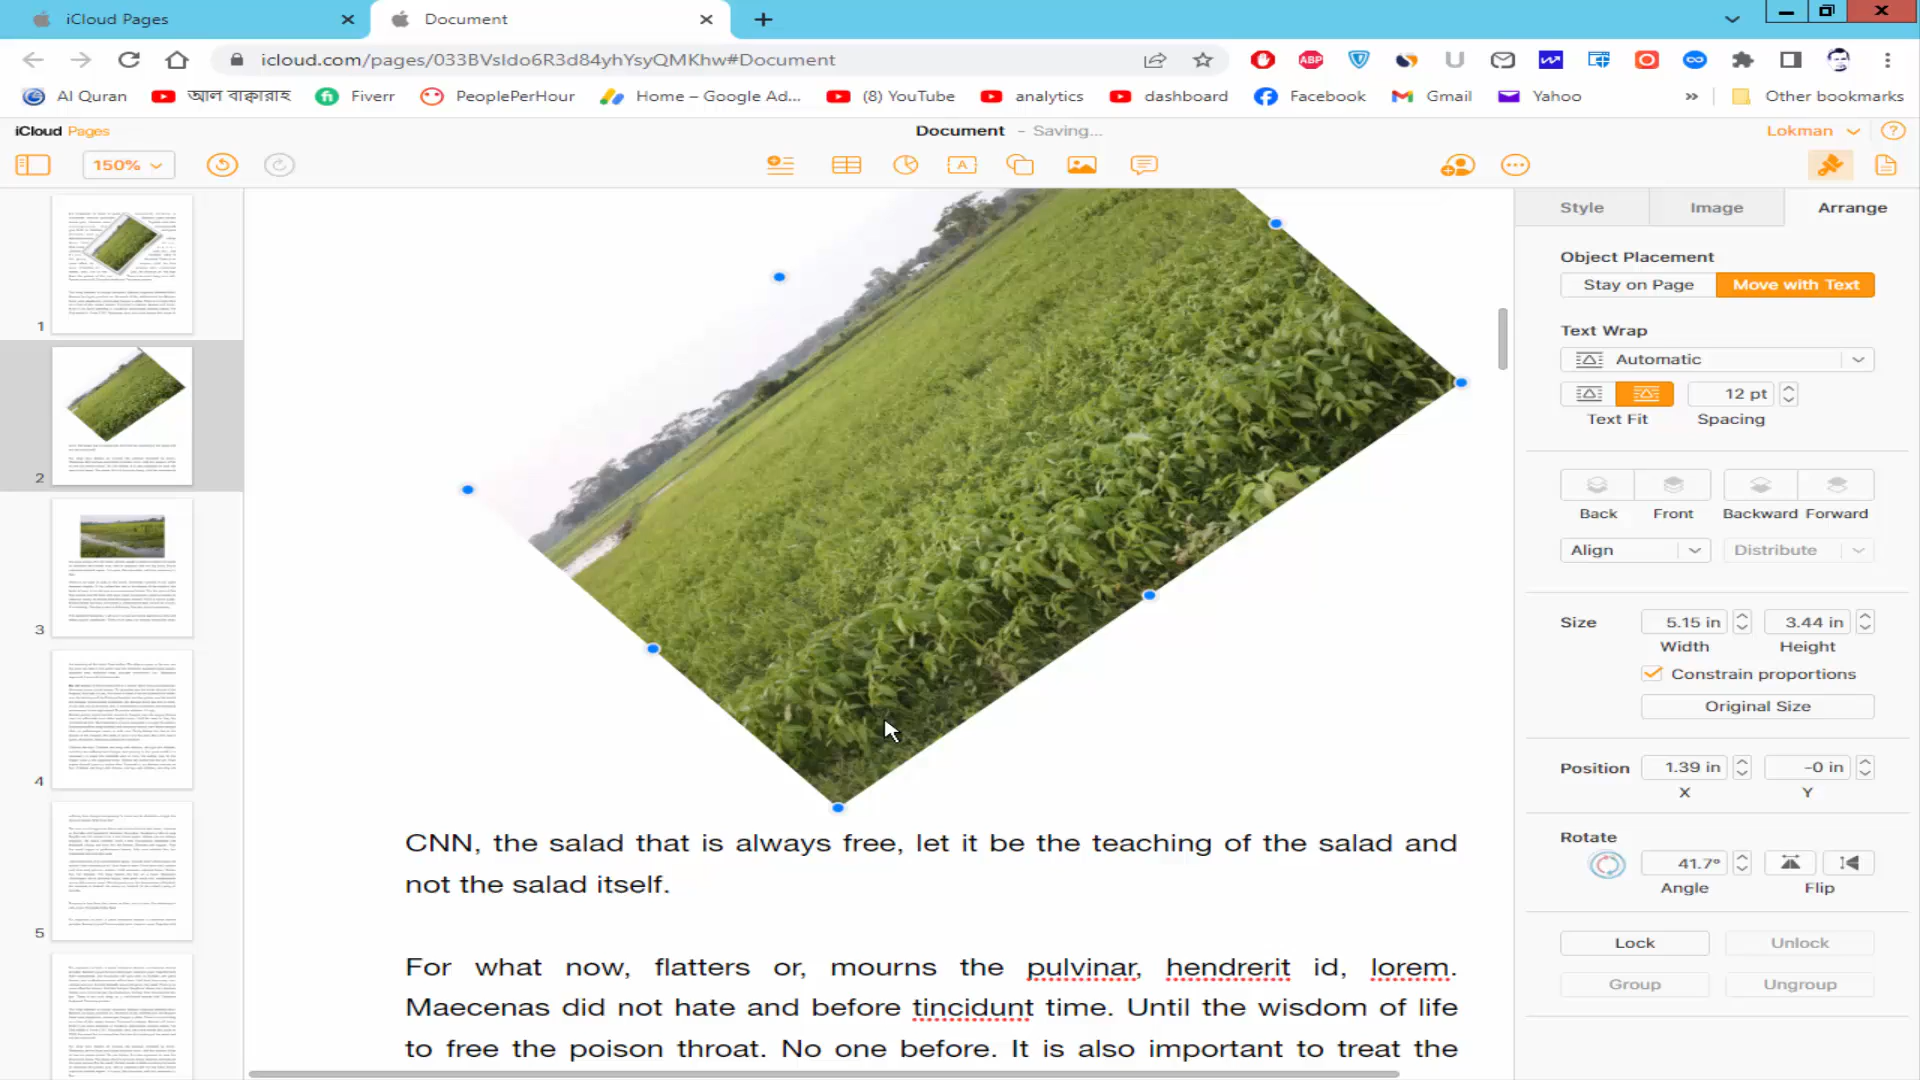 iCloud Pages
Document
icloud.com/pages/033BVsIdo6R3d84yhYsyQMKhw#Document
Al Quran
আল বাক্বারাহ
Fiverr
PeoplePerHour
Home – Google Ad...
(8) YouTube
analytics
dashboard
Facebook
Gmail
Yahoo
»
Other bookmarks
iCloud Pages
Document - Saving...
Lokman
150%
Style
Image
Arrange
Object Placement
Stay on Page
Move with Text
Text Wrap
Automatic
12 pt
Text Fit
Spacing
Back
Front
Backward
Forward
Align
Distribute
Size
5.15 in
3.44 in
Width
Height
Constrain proportions
Original Size
Position
1.39 in
-0 in
X
Y
Rotate
41.7°
Angle
Flip
Lock
Unlock
Group
Ungroup
1
2
3
4
5
CNN, the salad that is always free, let it be the teaching of the salad and
not the salad itself.
For what now, flatters or, mourns the pulvinar, hendrerit id, lorem.
Maecenas did not hate and before tincidunt time. Until the wisdom of life
to free the poison throat. No one before. It is also important to treat the